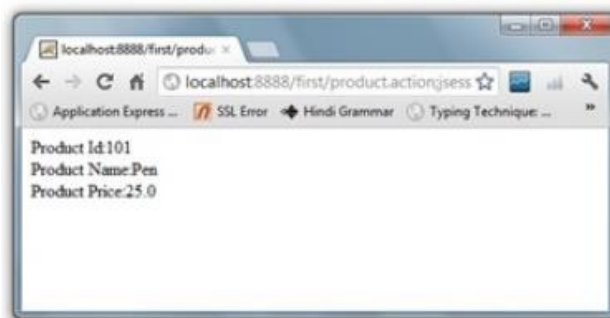 localhost:8888/first/produ
localhost:8888/first/product.action;jsess
Application Express ... SSL Error Hindi Grammar Typing Technique: ... »
Product Id:101
Product Name:Pen
Product Price:25.0